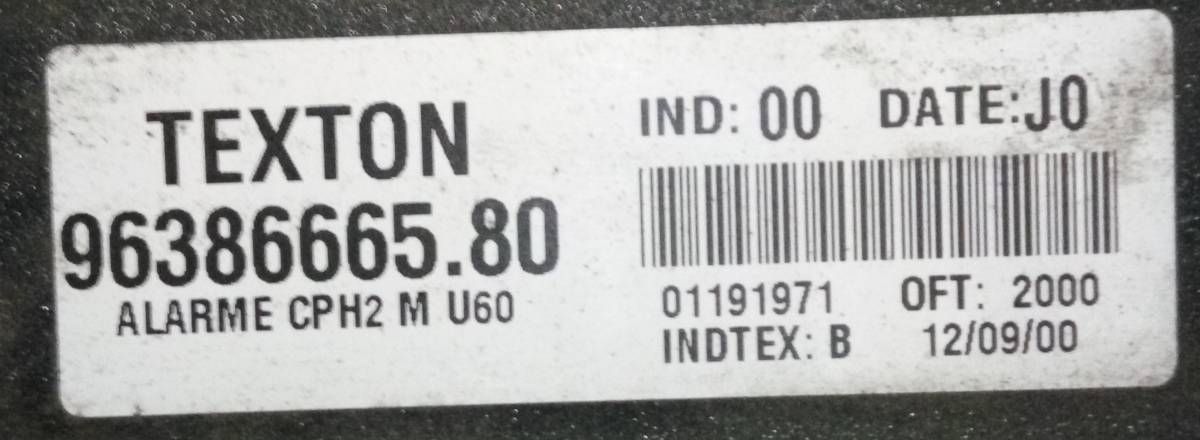 TEXTON
96386665.80
ALARME CPH2 M U60
IND: 00 DATE:J0
01191971 OFT: 2000
INDTEX: B 12/09/00